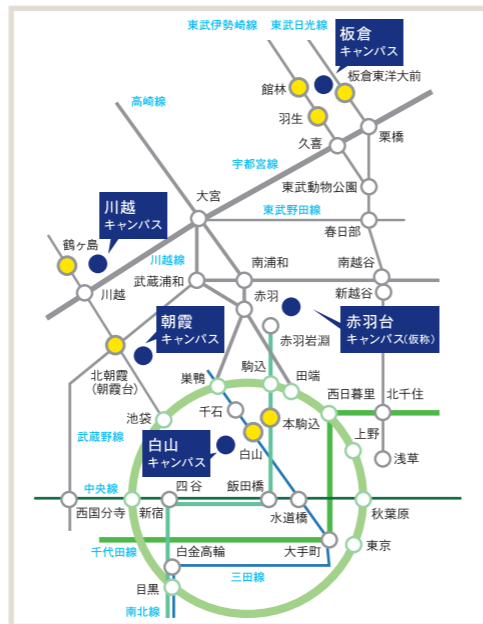 東武伊勢崎線
東武日光線
板倉
キャンパス
板倉東洋大前
館林
高崎線
羽生
栗橋
久喜
宇都宮線
東武動物公園
大宮
東武野田線
川越
キャンパス
春日部
鶴ヶ島
川越線
南浦和
南越谷
武蔵浦和
新越谷
川越
赤羽
朝霞
キャンパス
赤羽台
キャンパス(仮称)
赤羽岩淵
北朝霞
(朝霞台)
巣鴨
駒込
田端
西日暮里
北千住
千石
池袋
本駒込
上野
武蔵野線
白山
キャンパス
白山
浅草
中央線
四谷
飯田橋
西国分寺
新宿
水道橋
秋葉原
千代田線
白金高輪
大手町
東京
三田線
目黒
南北線